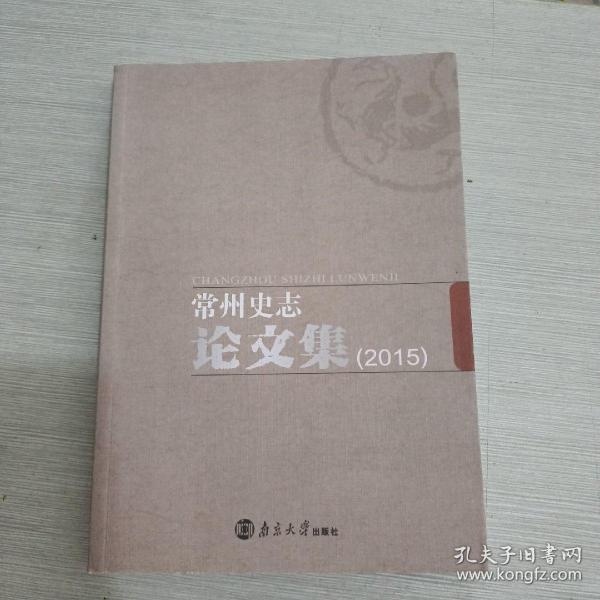 CHANGZHOU SHIZHI LUNWENJI
常州史志
论文集(2015)
南京大学出版社
孔夫子旧书网
www.kongfz.com